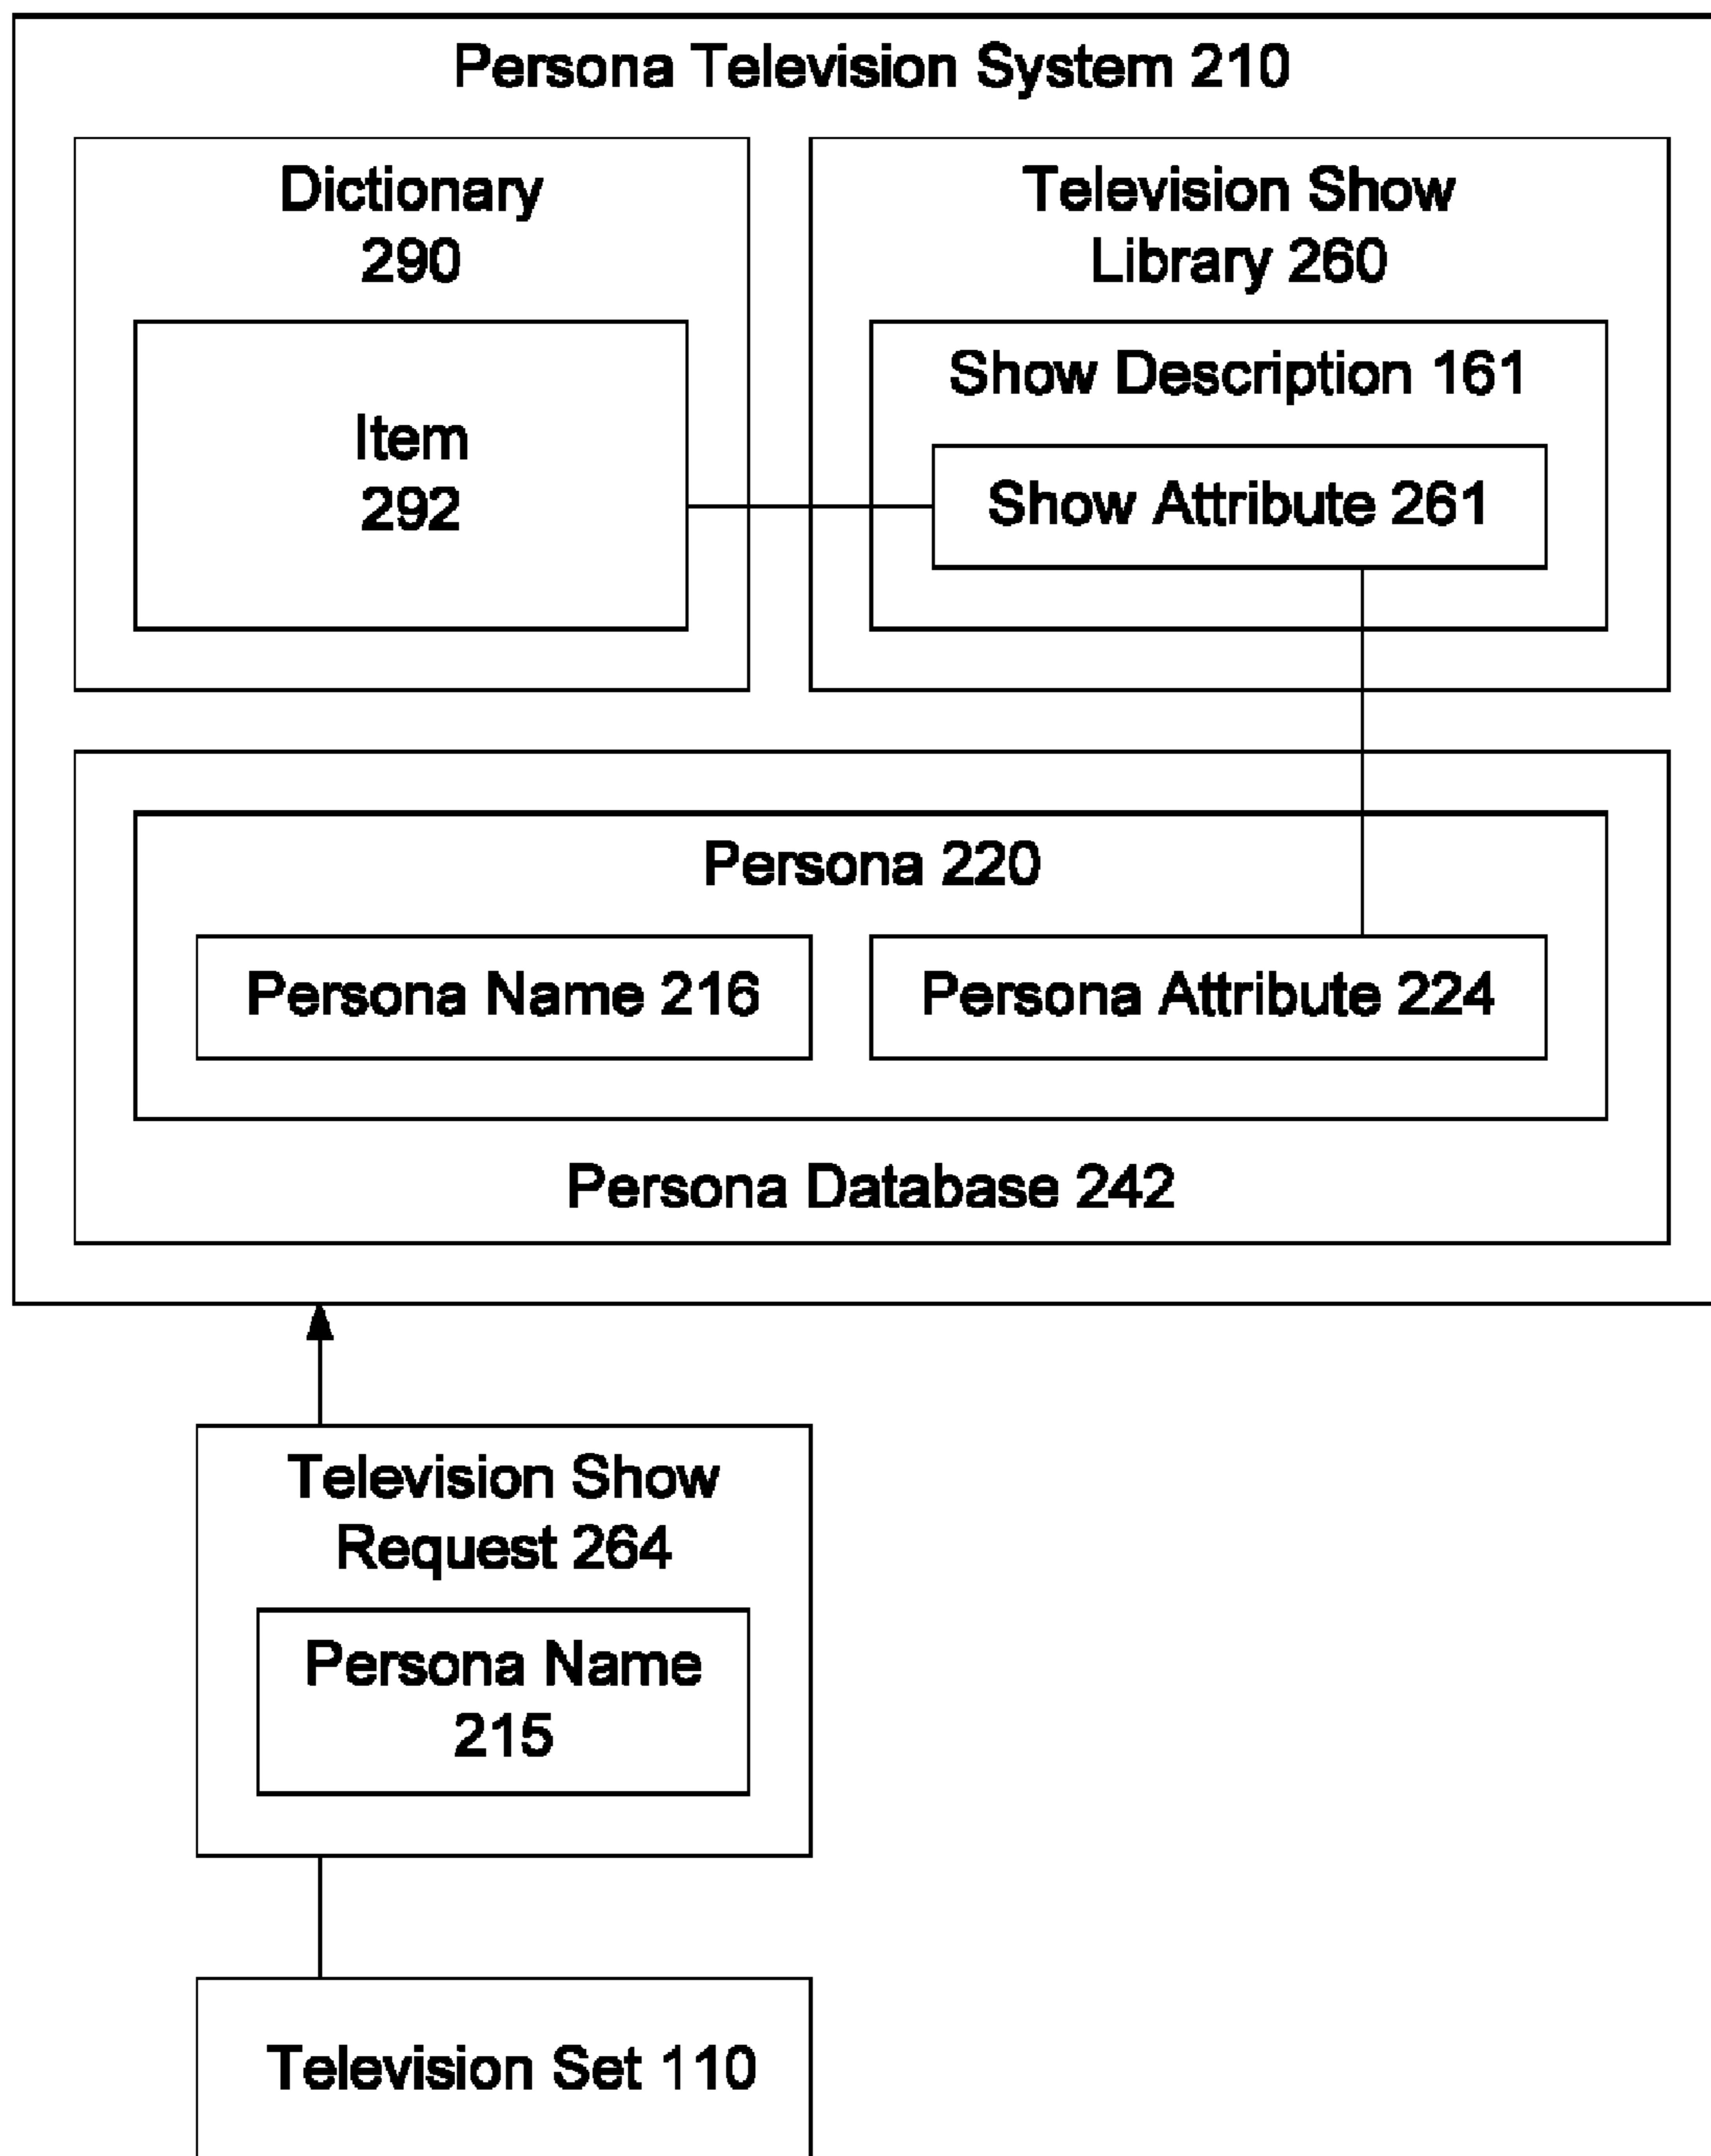 Persona Television System 210
Dictionary
290
Item
292
Television Show
Library 260
Show Description 161
Show Attribute 261
Persona 220
Persona Name 216
Persona Attribute 224
Persona Database 242
Television Show
Request 264
Persona Name
215
Television Set 110